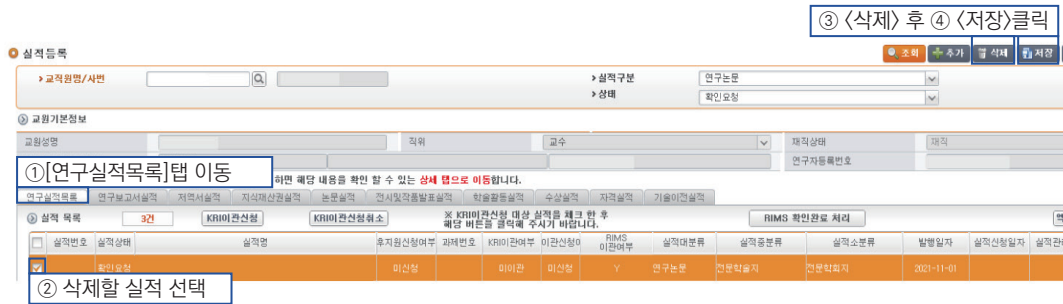 ③ 〈삭제〉 후 ④ 〈저장〉클릭
실적등록
조회 추가 삭제 저장
교직원명/사번 실적구분 연구논문
상태 확인요청
교원기본정보
교원성명 직위 교수 재직상태 재직
연구자등록번호
①[연구실적목록]탭 이동
하면 해당 내용을 확인 할 수 있는 상세 탭으로 이동합니다.
연구실적목록 연구보고서실적 저역서실적 지식재산권실적 논문실적 전시및작품발표실적 학술활동실적 수상실적 자격실적 기술이전실적
실적 목록 3건 KRI이관신청 KRI이관신청취소 ※ KRI이관신청 대상 실적을 체크 한 후 RIMS 확인완료 처리
해당 버튼을 클릭해 주시기 바랍니다.
실적번호 실적상태 실적명 후지원신청여부 과제번호 KRI이관여부 이관신청여 RIMS 이관여부 실적대분류 실적중분류 실적소분류 발행일자 실적신청일자 실적관
확인요청 미신청 미이관 미신청 Y 연구논문 전문학술지 전문학회지 2021-11-01
② 삭제할 실적 선택